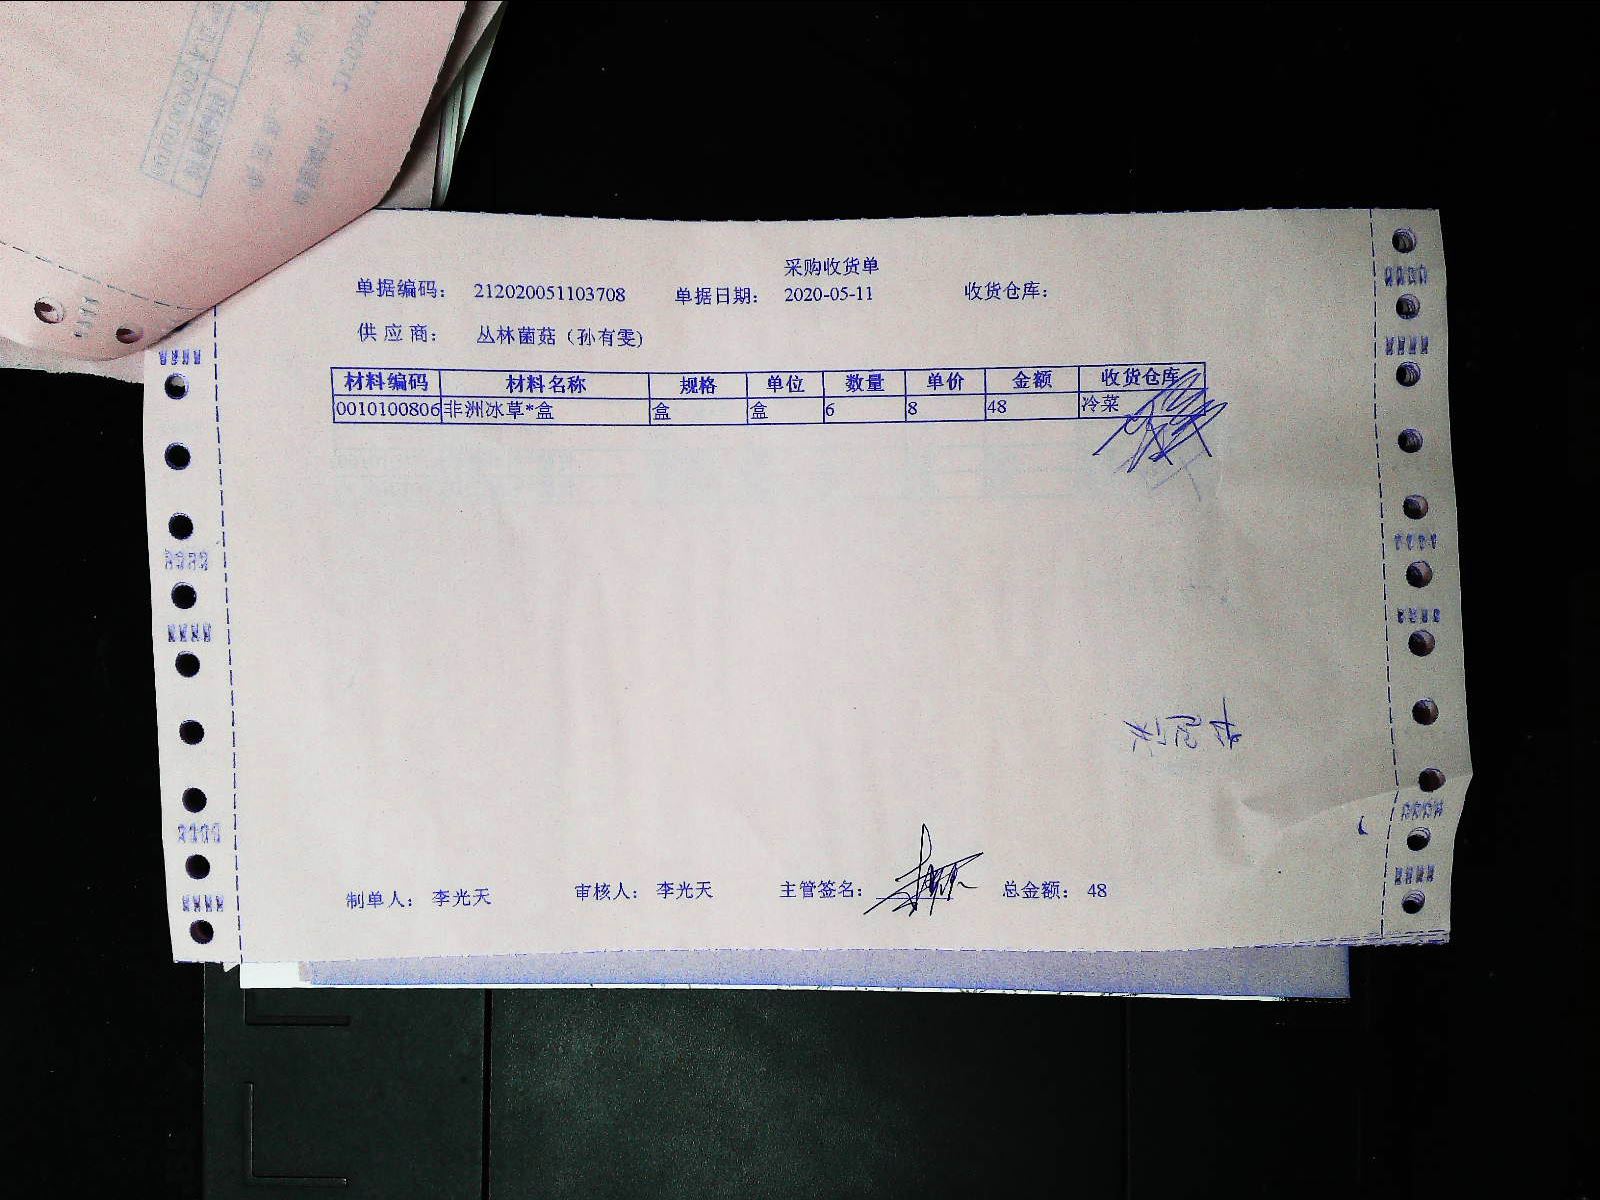 采购收货单
单据编码： 212020051103708 单据日期： 2020-05-11 收货仓库：
供 应 商： 丛林菌菇（孙有雯)
材料编码 材料名称 规格 单位 数量 单价 金额 收货仓库
0010100806 非洲冰草*盒 盒 盒 6 8 48 冷菜
制单人： 李光天 审核人： 李光天 主管签名： 总金额： 48